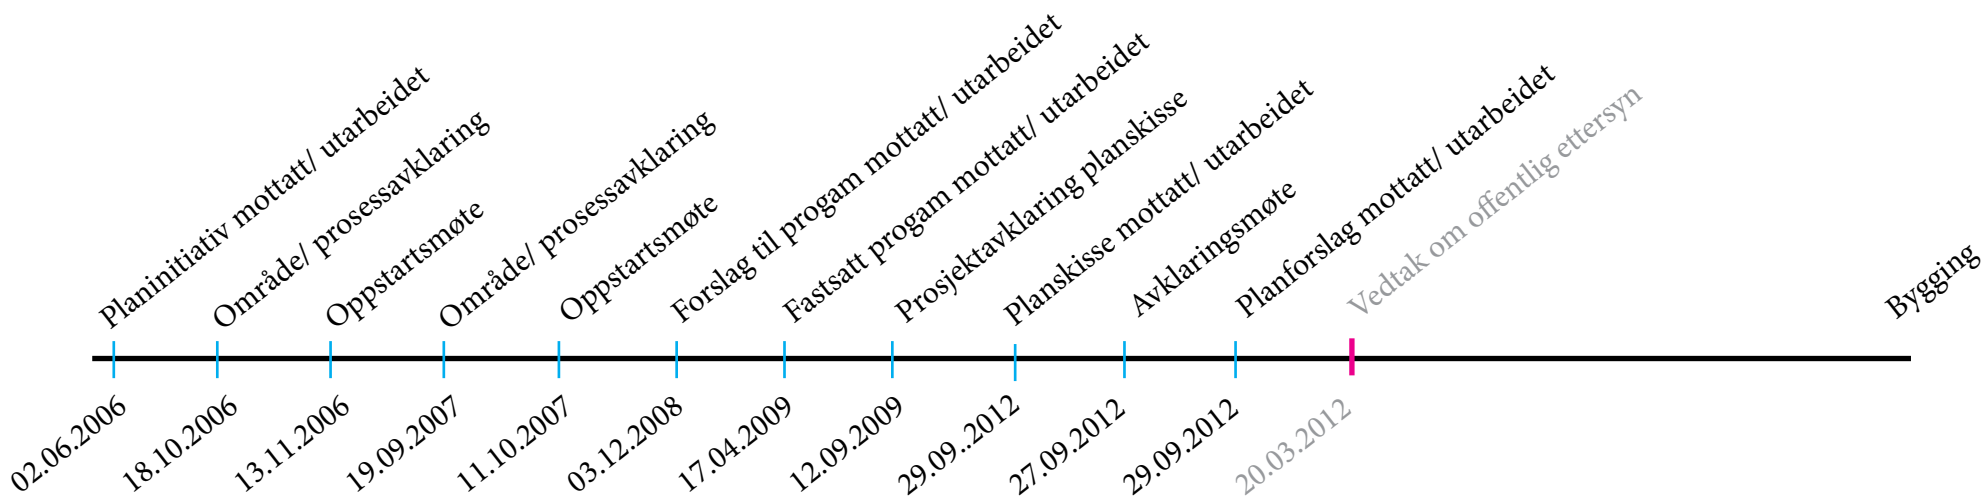 Planinitiativ mottatt/ utarbeidet
Område/ prosessavklaring
Oppstartsmøte
Område/ prosessavklaring
Oppstartsmøte
Forslag til progam mottatt/ utarbeidet
Fastsatt progam mottatt/ utarbeidet
Prosjektavklaring planskisse
Planskisse mottatt/ utarbeidet
Avklaringsmøte
Planforslag mottatt/ utarbeidet
Vedtak om offentlig ettersyn
Bygging
02.06.2006
18.10.2006
13.11.2006
19.09.2007
11.10.2007
03.12.2008
17.04.2009
12.09.2009
29.09.2012
27.09.2012
29.09.2012
20.03.2012